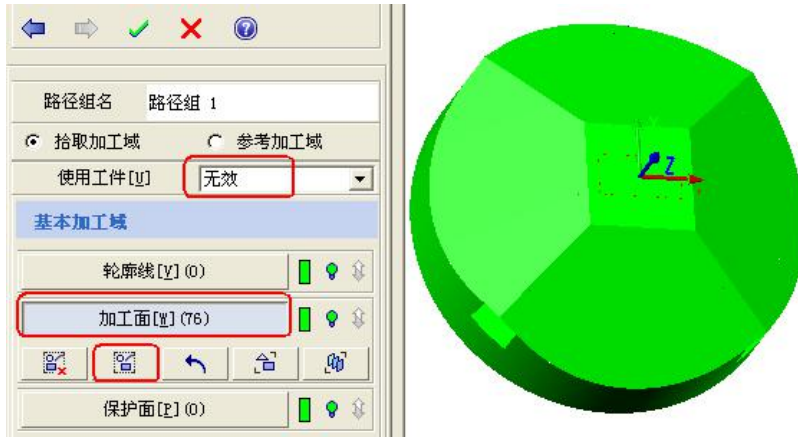 路径组名 路径组 1
拾取加工域 参考加工域
使用工件[U] 无效
基本加工域
轮廓线[V](0)
加工面[W](76)
保护面[P](0)
Z